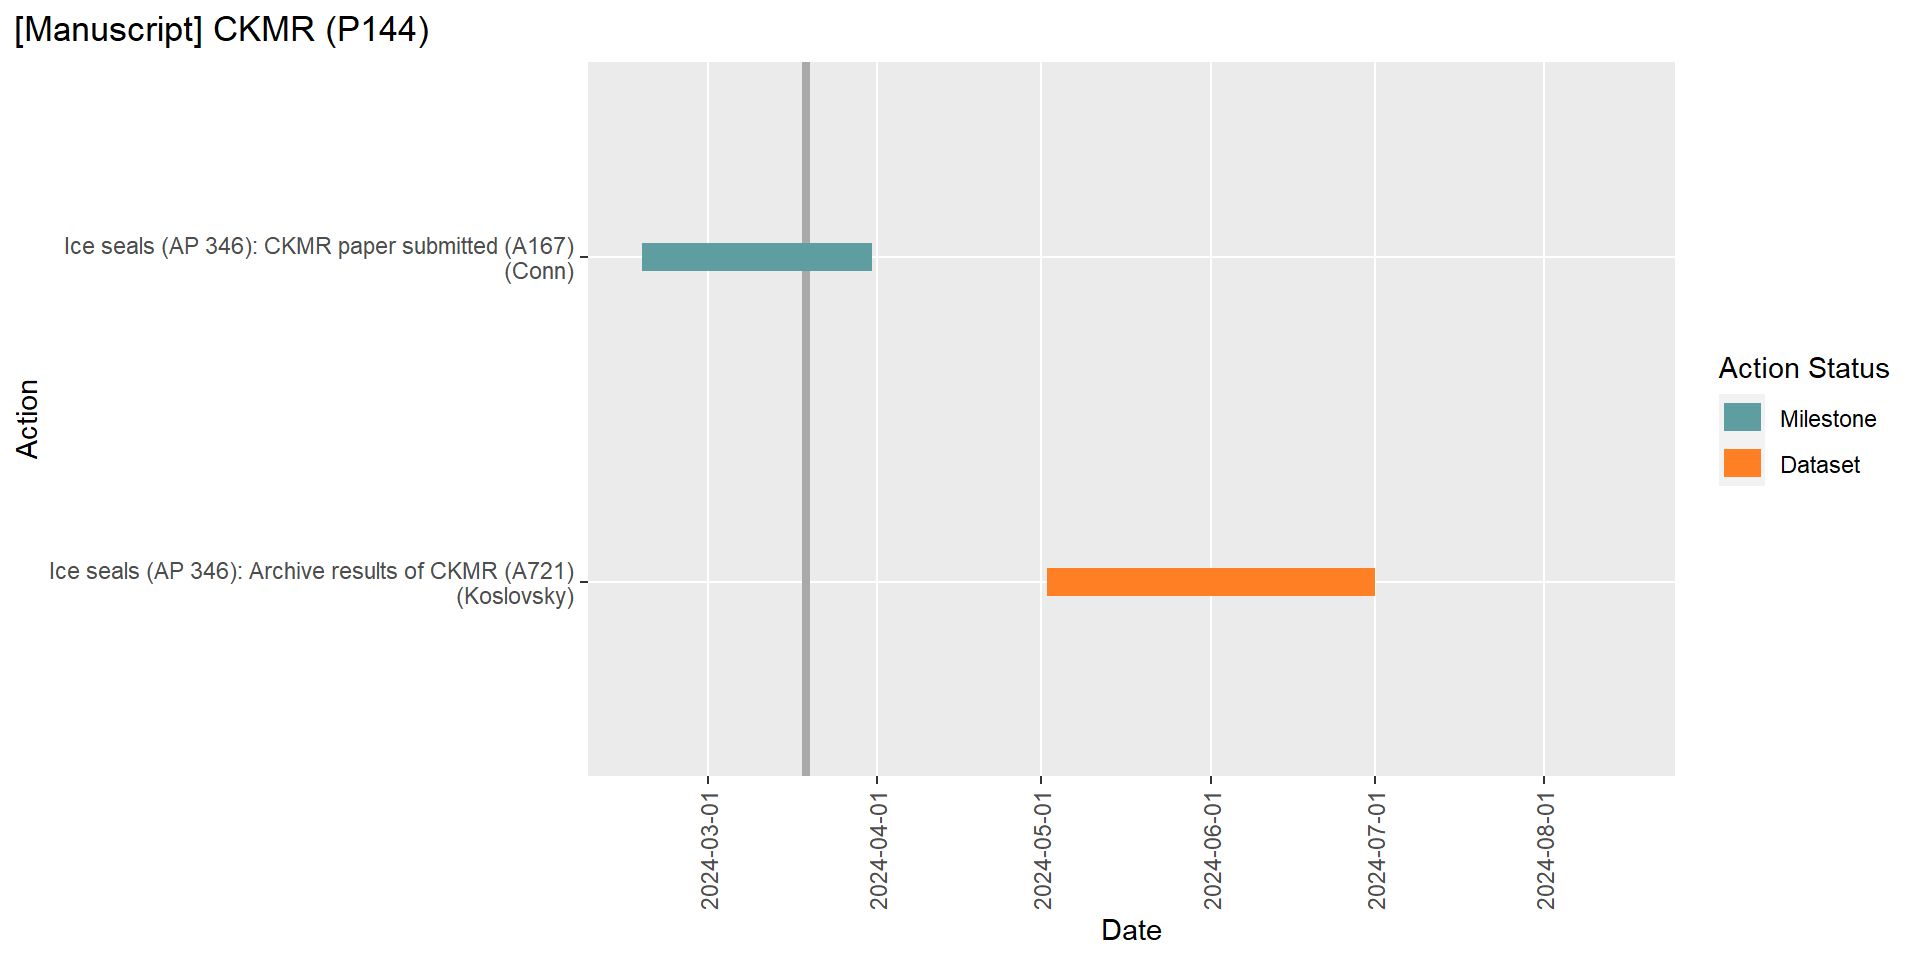 [Manuscript] CKMR (P144)
Ice seals (AP 346): CKMR paper submitted (A167)
(Conn)
Ice seals (AP 346): Archive results of CKMR (A721)
(Koslovsky)
Action
2024-03-01
2024-04-01
2024-05-01
2024-06-01
2024-07-01
2024-08-01
Date
Action Status
Milestone
Dataset